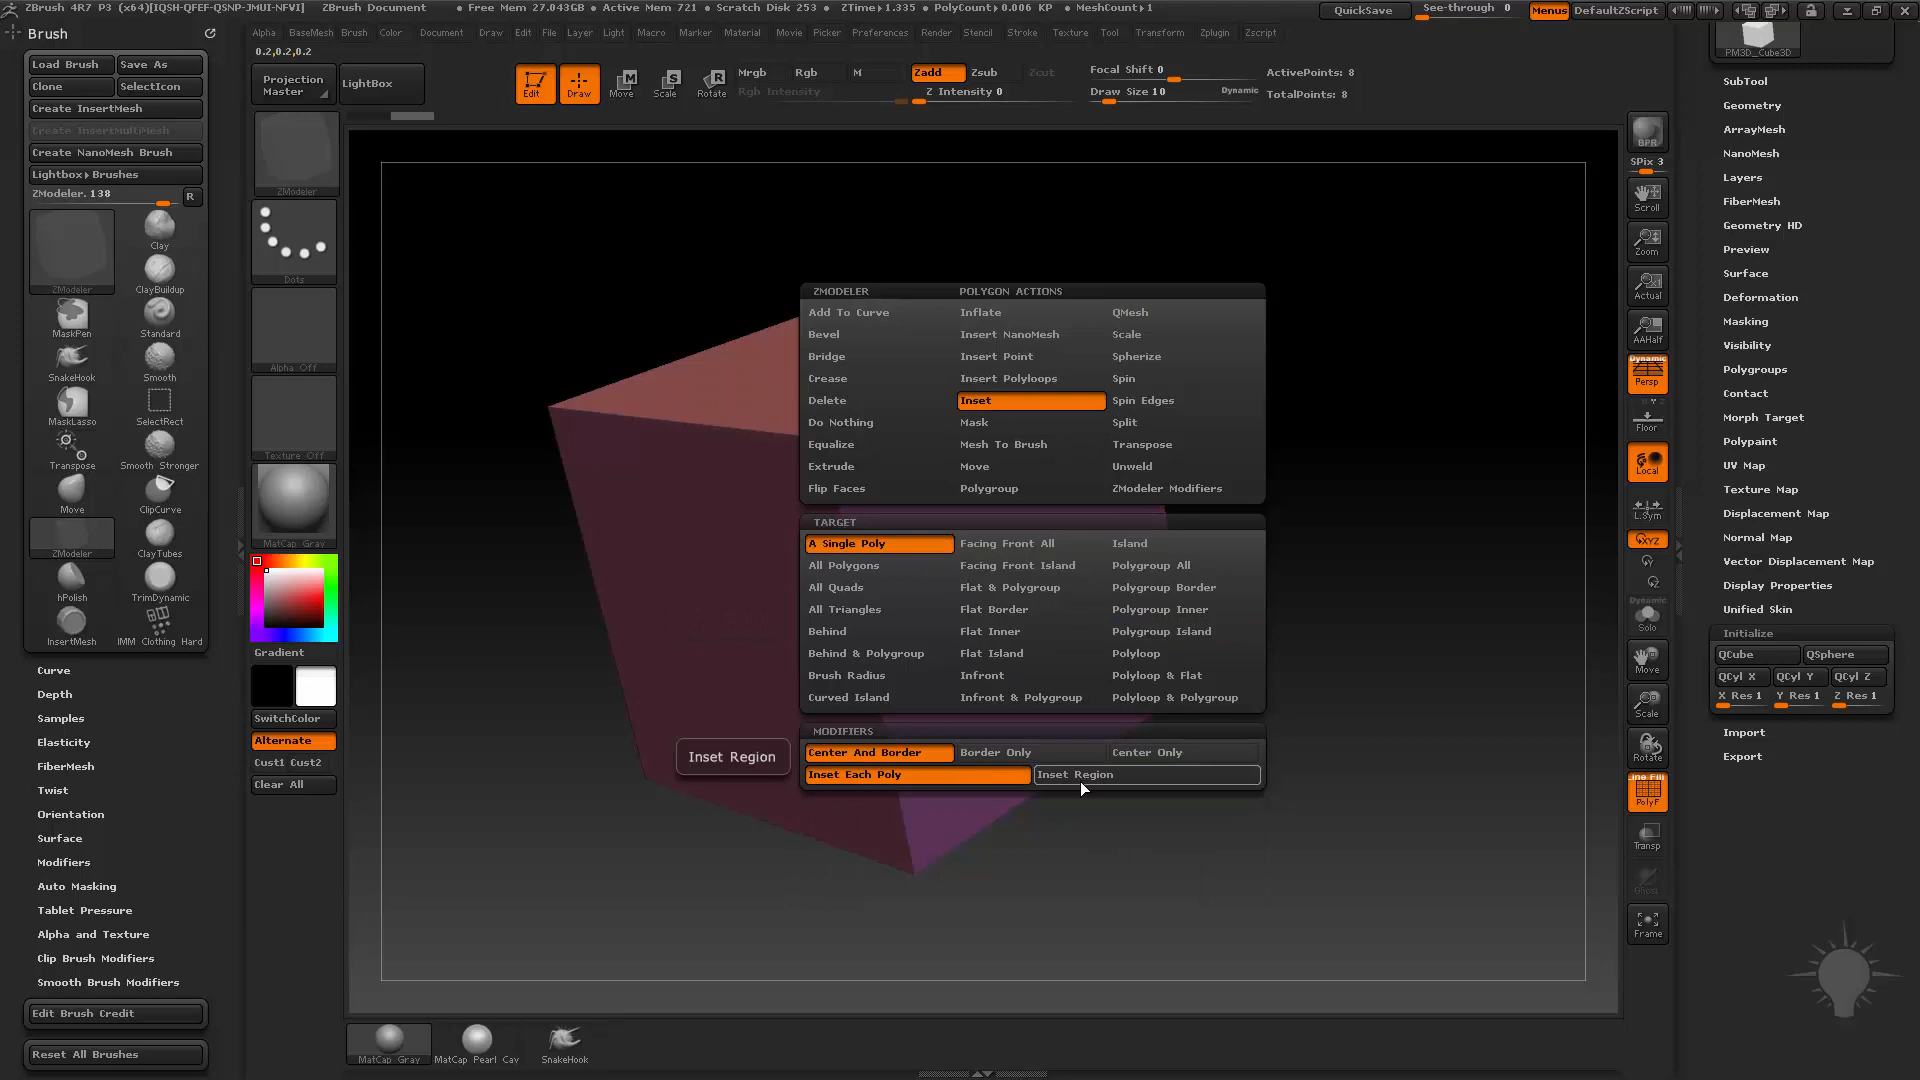 ZBrush 4R7 P3 (x64)[IQSH-QFEF-QSNP-JMUI-NFVI] ZBrush Document • Free Mem 27.043GB • Active Mem 721 • Scratch Disk 253 • ZTime▸1.335 • PolyCount▸0.006 KP • MeshCount▸1 QuickSave See-through 0 Menus DefaultZScript
Brush
Alpha BaseMesh Brush Color Document Draw Edit File Layer Light Macro Marker Material Movie Picker Preferences Render Stencil Stroke Texture Tool Transform Zplugin Zscript
0.2,0.2,0.2
Load Brush Save As
Clone SelectIcon
Create InsertMesh
Create InsertMultiMesh
Create NanoMesh Brush
Lightbox▸Brushes
ZModeler. 138 R
ZModeler
Clay
ClayBuildup
MaskPen
Standard
SnakeHook
Smooth
MaskLasso
SelectRect
Transpose
Smooth Stronger
Move
ClipCurve
ZModeler
ClayTubes
hPolish
TrimDynamic
InsertMesh
IMM Clothing Hard
Curve
Depth
Samples
Elasticity
FiberMesh
Twist
Orientation
Surface
Modifiers
Auto Masking
Tablet Pressure
Alpha and Texture
Clip Brush Modifiers
Smooth Brush Modifiers
Edit Brush Credit
Reset All Brushes
Projection Master
LightBox
Edit Draw Move Scale Rotate
M S R
Mrgb Rgb M
Rgb Intensity
Zadd Zsub Zcut
Z Intensity 0
Focal Shift 0
Draw Size 10 Dynamic
ActivePoints: 8
TotalPoints: 8
ZModeler
Dots
Alpha Off
Texture Off
MatCap Gray
Gradient
SwitchColor
Alternate
Cust1 Cust2
Clear All
ZMODELER POLYGON ACTIONS
Add To Curve Inflate QMesh
Bevel Insert NanoMesh Scale
Bridge Insert Point Spherize
Crease Insert Polyloops Spin
Delete Inset Spin Edges
Do Nothing Mask Split
Equalize Mesh To Brush Transpose
Extrude Move Unweld
Flip Faces Polygroup ZModeler Modifiers
TARGET
A Single Poly Facing Front All Island
All Polygons Facing Front Island Polygroup All
All Quads Flat & Polygroup Polygroup Border
All Triangles Flat Border Polygroup Inner
Behind Flat Inner Polygroup Island
Behind & Polygroup Flat Island Polyloop
Brush Radius Infront Polyloop & Flat
Curved Island Infront & Polygroup Polyloop & Polygroup
MODIFIERS
Center And Border Border Only Center Only
Inset Each Poly Inset Region
Inset Region
MatCap Gray MatCap Pearl Cav SnakeHook
BPR
SPix 3
Scroll
Zoom
Actual
AAHalf
Dynamic
Persp
Floor
Local
L.Sym
XYZ
Y
Z
Dynamic
Solo
Move
Scale
Rotate
Line Fill
PolyF
Transp
Ghost
Frame
PM3D_Cube3D
SubTool
Geometry
ArrayMesh
NanoMesh
Layers
FiberMesh
Geometry HD
Preview
Surface
Deformation
Masking
Visibility
Polygroups
Contact
Morph Target
Polypaint
UV Map
Texture Map
Displacement Map
Normal Map
Vector Displacement Map
Display Properties
Unified Skin
Initialize
QCube QSphere
QCyl X QCyl Y QCyl Z
X Res 1 Y Res 1 Z Res 1
Import
Export